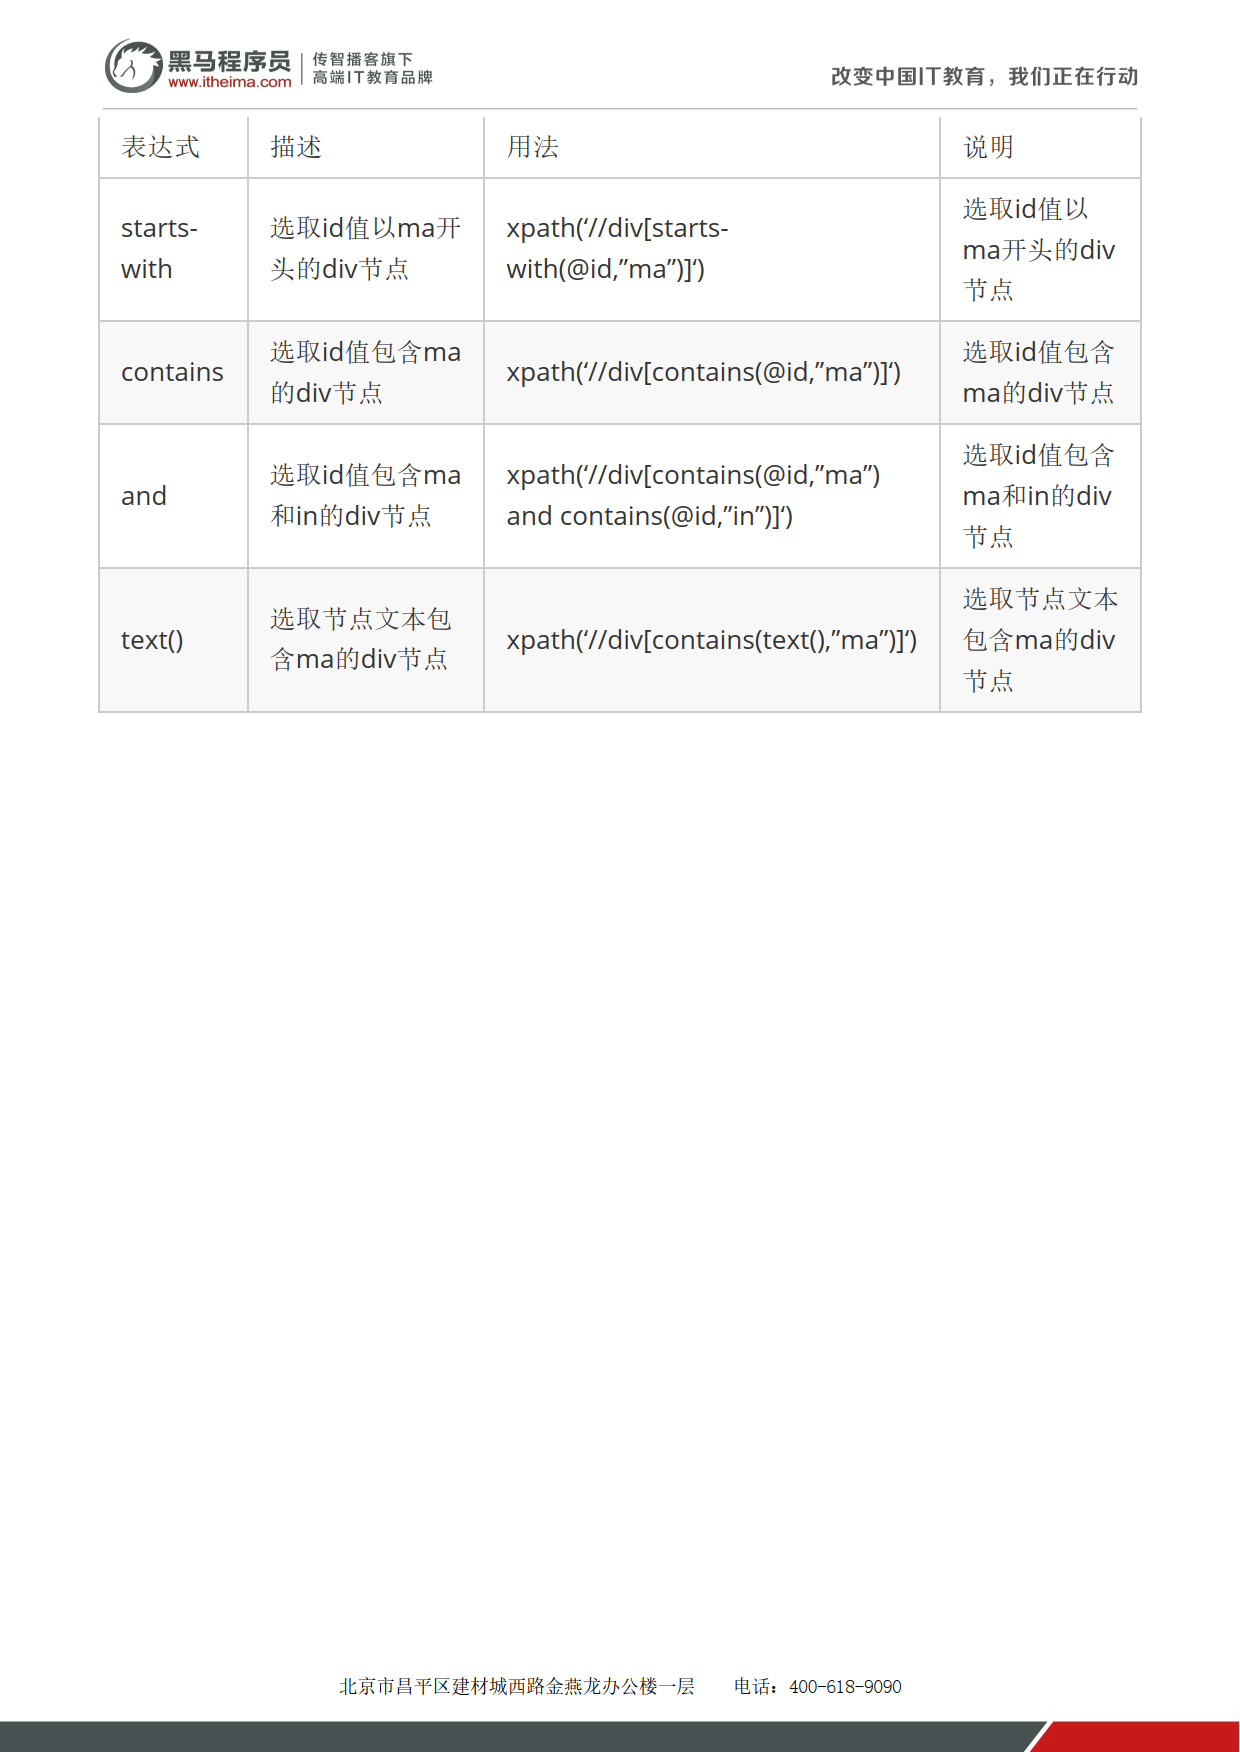 黑马程序员
www.itheima.com
传智播客旗下
高端IT教育品牌
改变中国IT教育，我们正在行动
表达式 描述 用法 说明
starts-
with
选取id值以ma开
头的div节点
xpath(‘//div[starts-
with(@id,”ma”)]‘)
选取id值以
ma开头的div
节点
contains
选取id值包含ma
的div节点
xpath(‘//div[contains(@id,”ma”)]‘)
选取id值包含
ma的div节点
and
选取id值包含ma
和in的div节点
xpath(‘//div[contains(@id,”ma”)
and contains(@id,”in”)]‘)
选取id值包含
ma和in的div
节点
text()
选取节点文本包
含ma的div节点
xpath(‘//div[contains(text(),”ma”)]‘)
选取节点文本
包含ma的div
节点
北京市昌平区建材城西路金燕龙办公楼一层 电话：400-618-9090